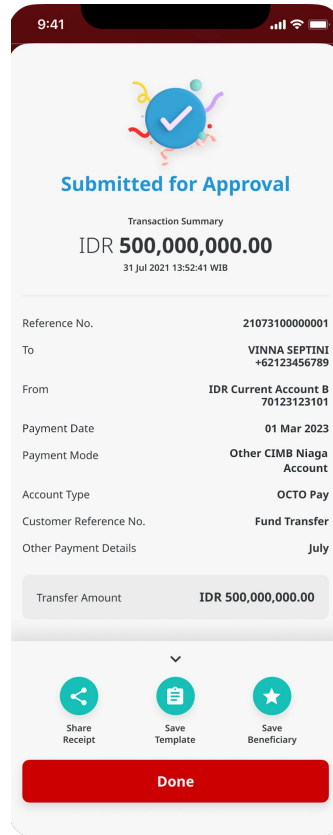 9:41
Submitted for Approval
Transaction Summary
IDR 500,000,000.00
31 Jul 2021 13:52:41 WIB
Reference No. 21073100000001
To VINNA SEPTINI
+62123456789
From IDR Current Account B
70123123101
Payment Date 01 Mar 2023
Payment Mode Other CIMB Niaga
Account
Account Type OCTO Pay
Customer Reference No. Fund Transfer
Other Payment Details July
Transfer Amount IDR 500,000,000.00
Share
Receipt
Save
Template
Save
Beneficiary
Done